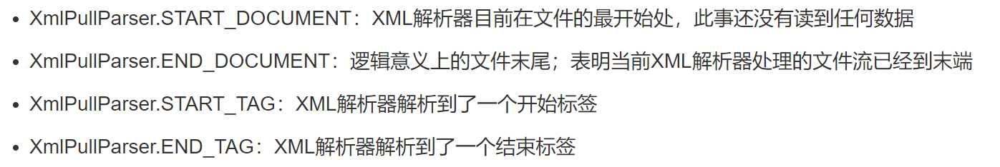 • XmlPullParser.START_DOCUMENT：XML解析器目前在文件的最开始处，此事还没有读到任何数据
• XmlPullParser.END_DOCUMENT：逻辑意义上的文件末尾；表明当前XML解析器处理的文件流已经到末端
• XmlPullParser.START_TAG：XML解析器解析到了一个开始标签
• XmlPullParser.END_TAG：XML解析器解析到了一个结束标签